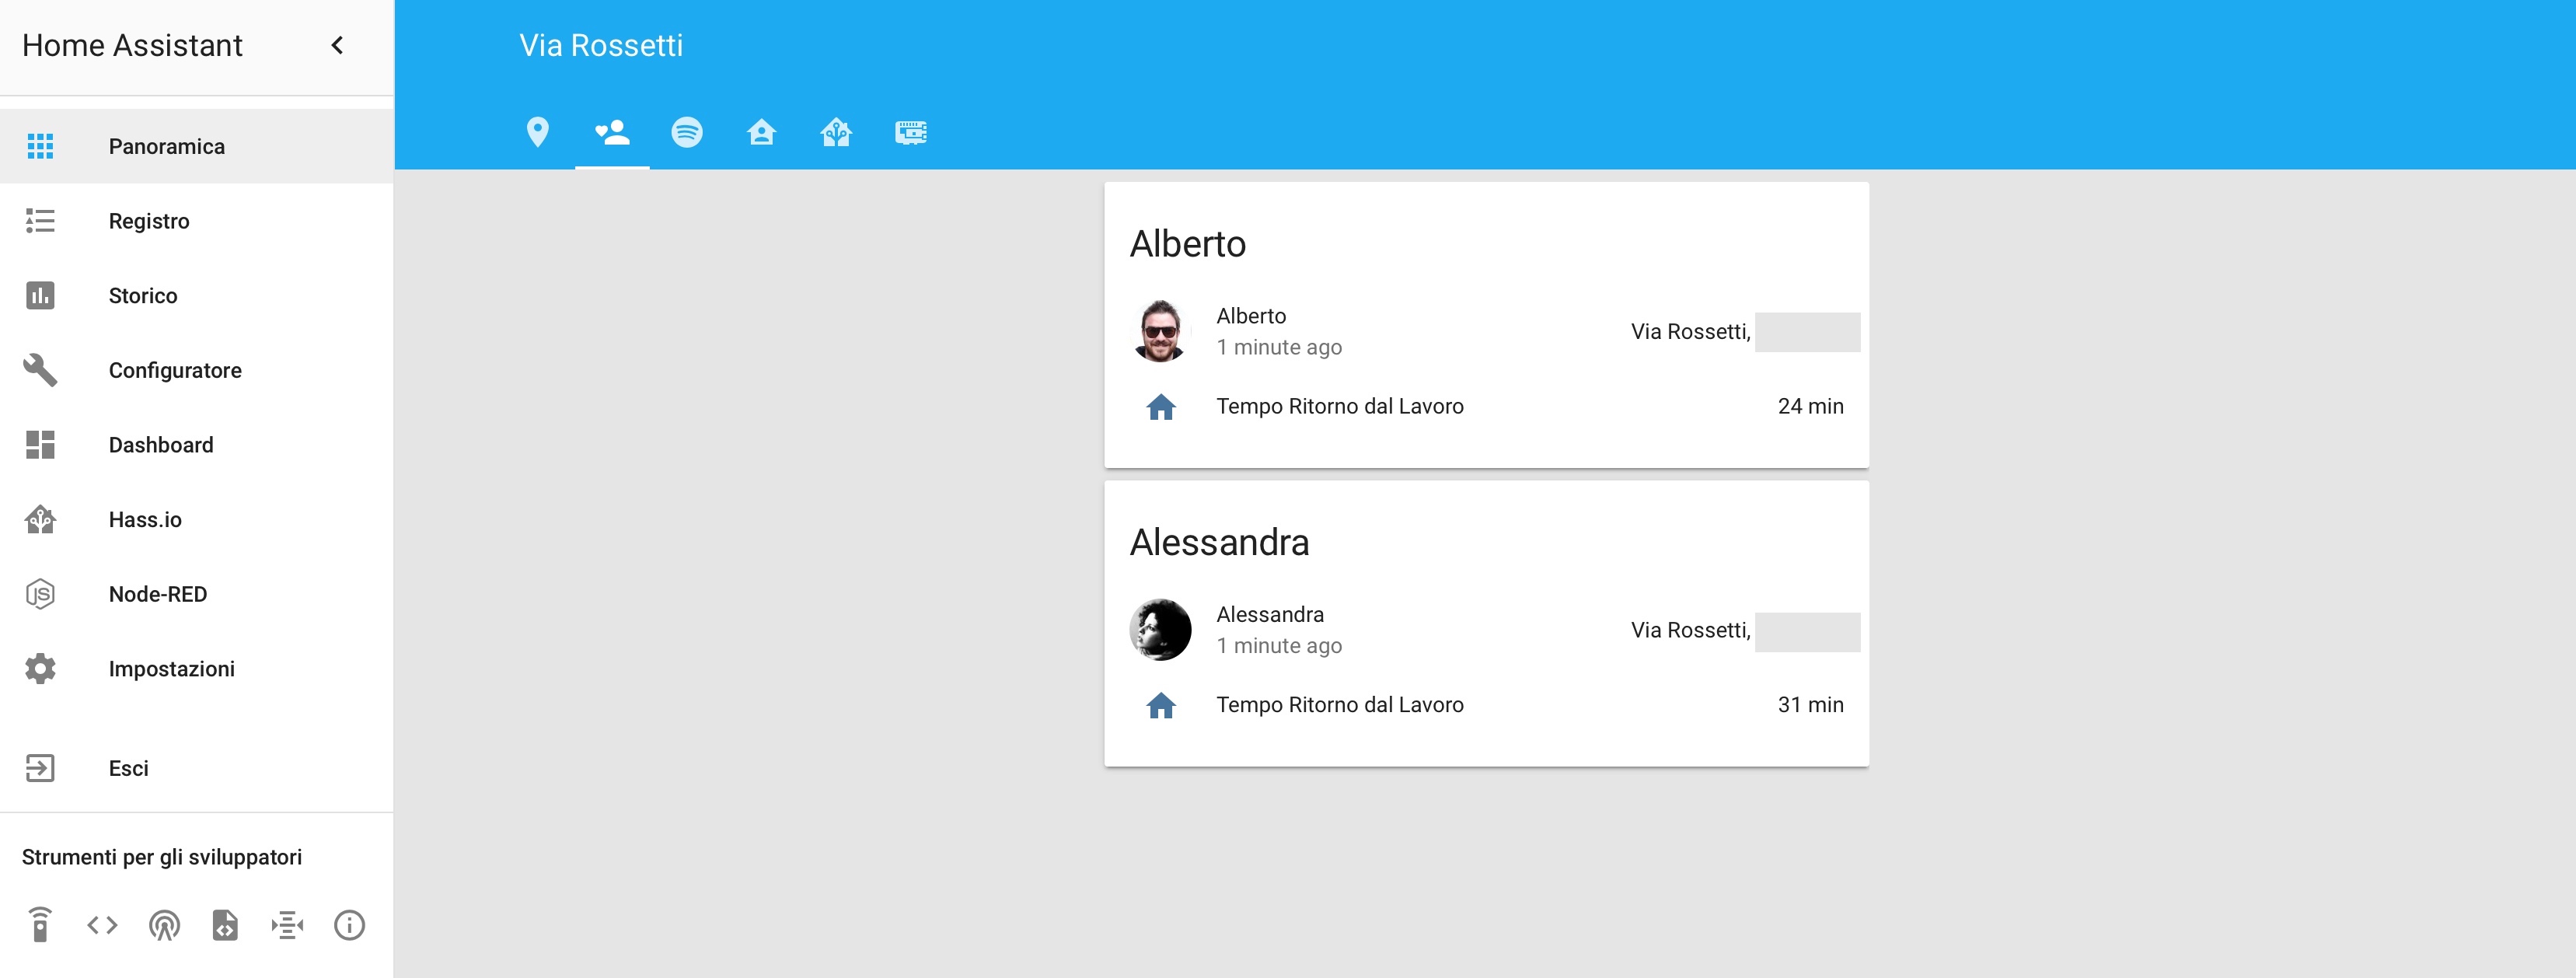 Home Assistant
Via Rossetti
Panoramica
Registro
Storico
Configuratore
Dashboard
Hass.io
Node-RED
Impostazioni
Esci
Strumenti per gli sviluppatori
Alberto
Alberto
1 minute ago
Via Rossetti,
Tempo Ritorno dal Lavoro
24 min
Alessandra
Alessandra
1 minute ago
Via Rossetti,
Tempo Ritorno dal Lavoro
31 min